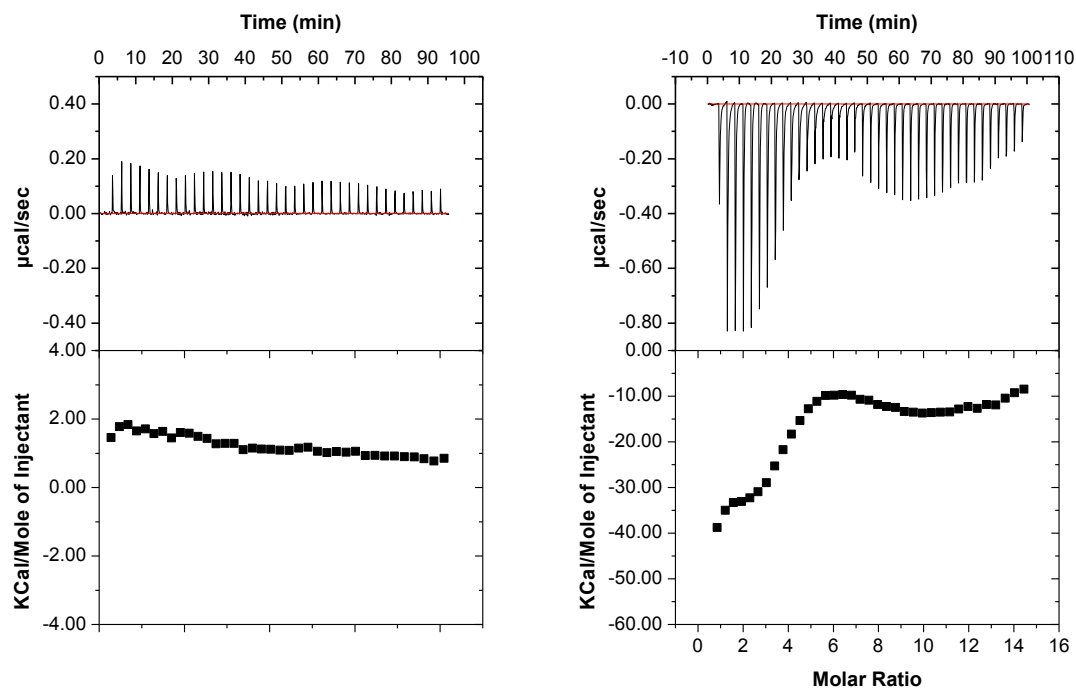 Time (min)
0 10 20 30 40 50 60 70 80 90 100
0.40
0.20
0.00
-0.20
-0.40
µcal/sec
4.00
2.00
0.00
-2.00
-4.00
KCal/Mole of Injectant
Time (min)
-10 0 10 20 30 40 50 60 70 80 90 100 110
0.00
-0.20
-0.40
-0.60
-0.80
µcal/sec
0.00
-10.00
-20.00
-30.00
-40.00
-50.00
-60.00
KCal/Mole of Injectant
0 2 4 6 8 10 12 14 16
Molar Ratio